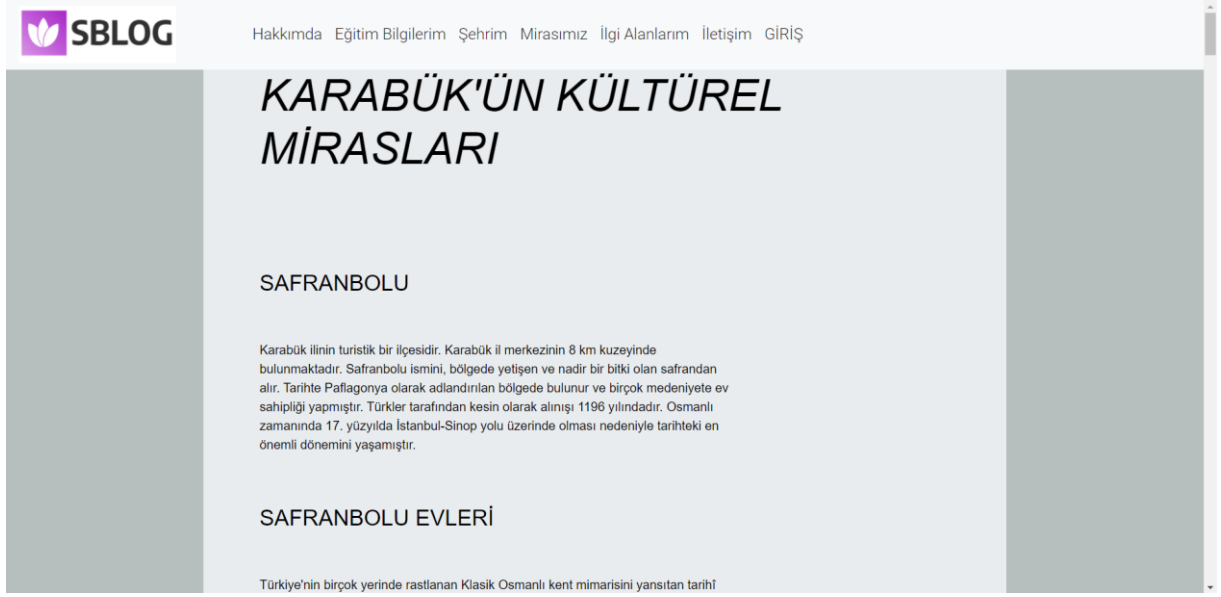 SBLOG
Hakkımda Eğitim Bilgilerim Şehrim Mirasımız İlgi Alanlarım İletişim GİRİŞ
KARABÜK'ÜN KÜLTÜREL
MİRASLARI
SAFRANBOLU
Karabük ilinin turistik bir ilçesidir. Karabük il merkezinin 8 km kuzeyinde
bulunmaktadır. Safranbolu ismini, bölgede yetişen ve nadir bir bitki olan safrandan
alır. Tarihte Paflagonya olarak adlandırılan bölgede bulunur ve birçok medeniyete ev
sahipliği yapmıştır. Türkler tarafından kesin olarak alınışı 1196 yılındadır. Osmanlı
zamanında 17. yüzyılda İstanbul-Sinop yolu üzerinde olması nedeniyle tarihteki en
önemli dönemini yaşamıştır.
SAFRANBOLU EVLERİ
Türkiye'nin birçok yerinde rastlanan Klasik Osmanlı kent mimarisini yansıtan tarihî